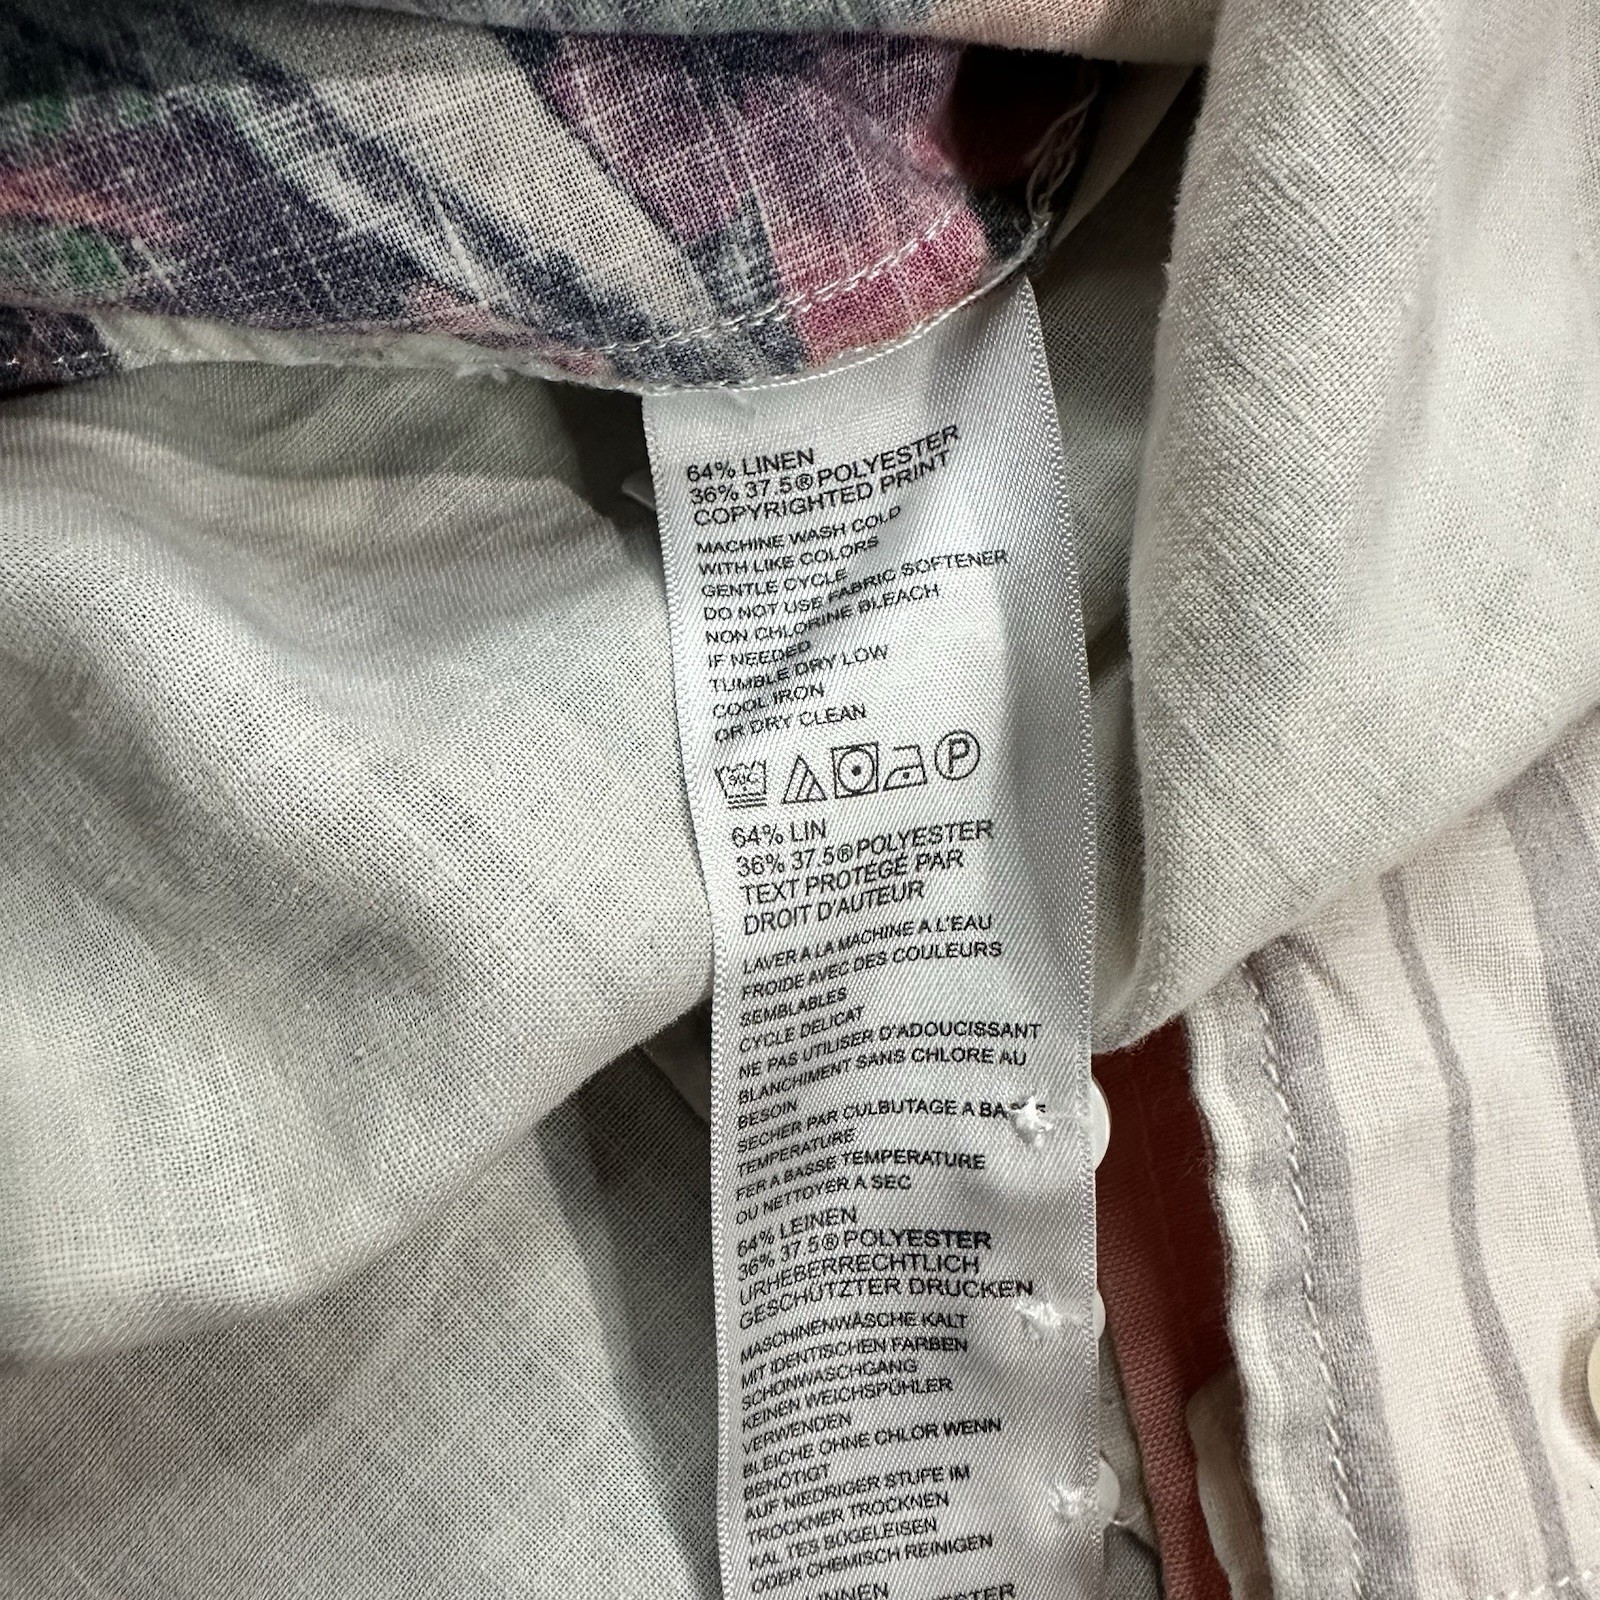 64% LINEN
36% 37.5®POLYESTER
COPYRIGHTED PRINT
MACHINE WASH COLD
WITH LIKE COLORS
GENTLE CYCLE
DO NOT USE FABRIC SOFTENER
NON CHLORINE BLEACH
IF NEEDED
TUMBLE DRY LOW
COOL IRON
OR DRY CLEAN
30C P
64% LIN
36% 37.5®POLYESTER
TEXT PROTÉGÉ PAR
DROIT D'AUTEUR
LAVER A LA MACHINE A L'EAU
FROIDE AVEC DES COULEURS
SEMBLABLES
CYCLE DELICAT
NE PAS UTILISER D'ADOUCISSANT
BLANCHIMENT SANS CHLORE AU
BESOIN
SECHER PAR CULBUTAGE A
TEMPERATURE
FER A BASSE TEMPERATURE
OU NETTOYER A SEC
64% LEINEN
36% 37.5®POLYESTER
URHEBERRECHTLICH
GESCHÜTZTER DRUCKEN
MASCHINENWÄSCHE KALT
MIT IDENTISCHEN FARBEN
SCHONWASCHGANG
KEINEN WEICHSPÜHLER
VERWENDEN
BLEICHE OHNE CHLOR WENN
BENÖTIGT
AUF NIEDRIGER STUFE IM
TROCKNER TROCKNEN
KALTES BÜGELEISEN
ODER CHEMISCH REINIGEN